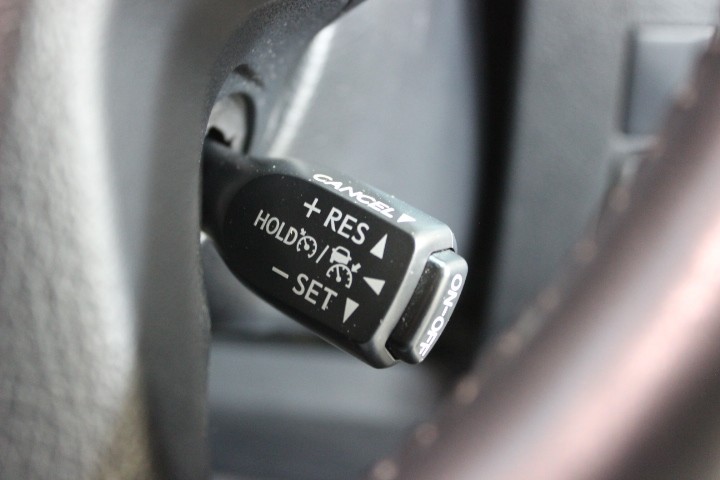 CANCEL▼
+ RES ▲
HOLD / ◀
− SET ▼
ON-OFF